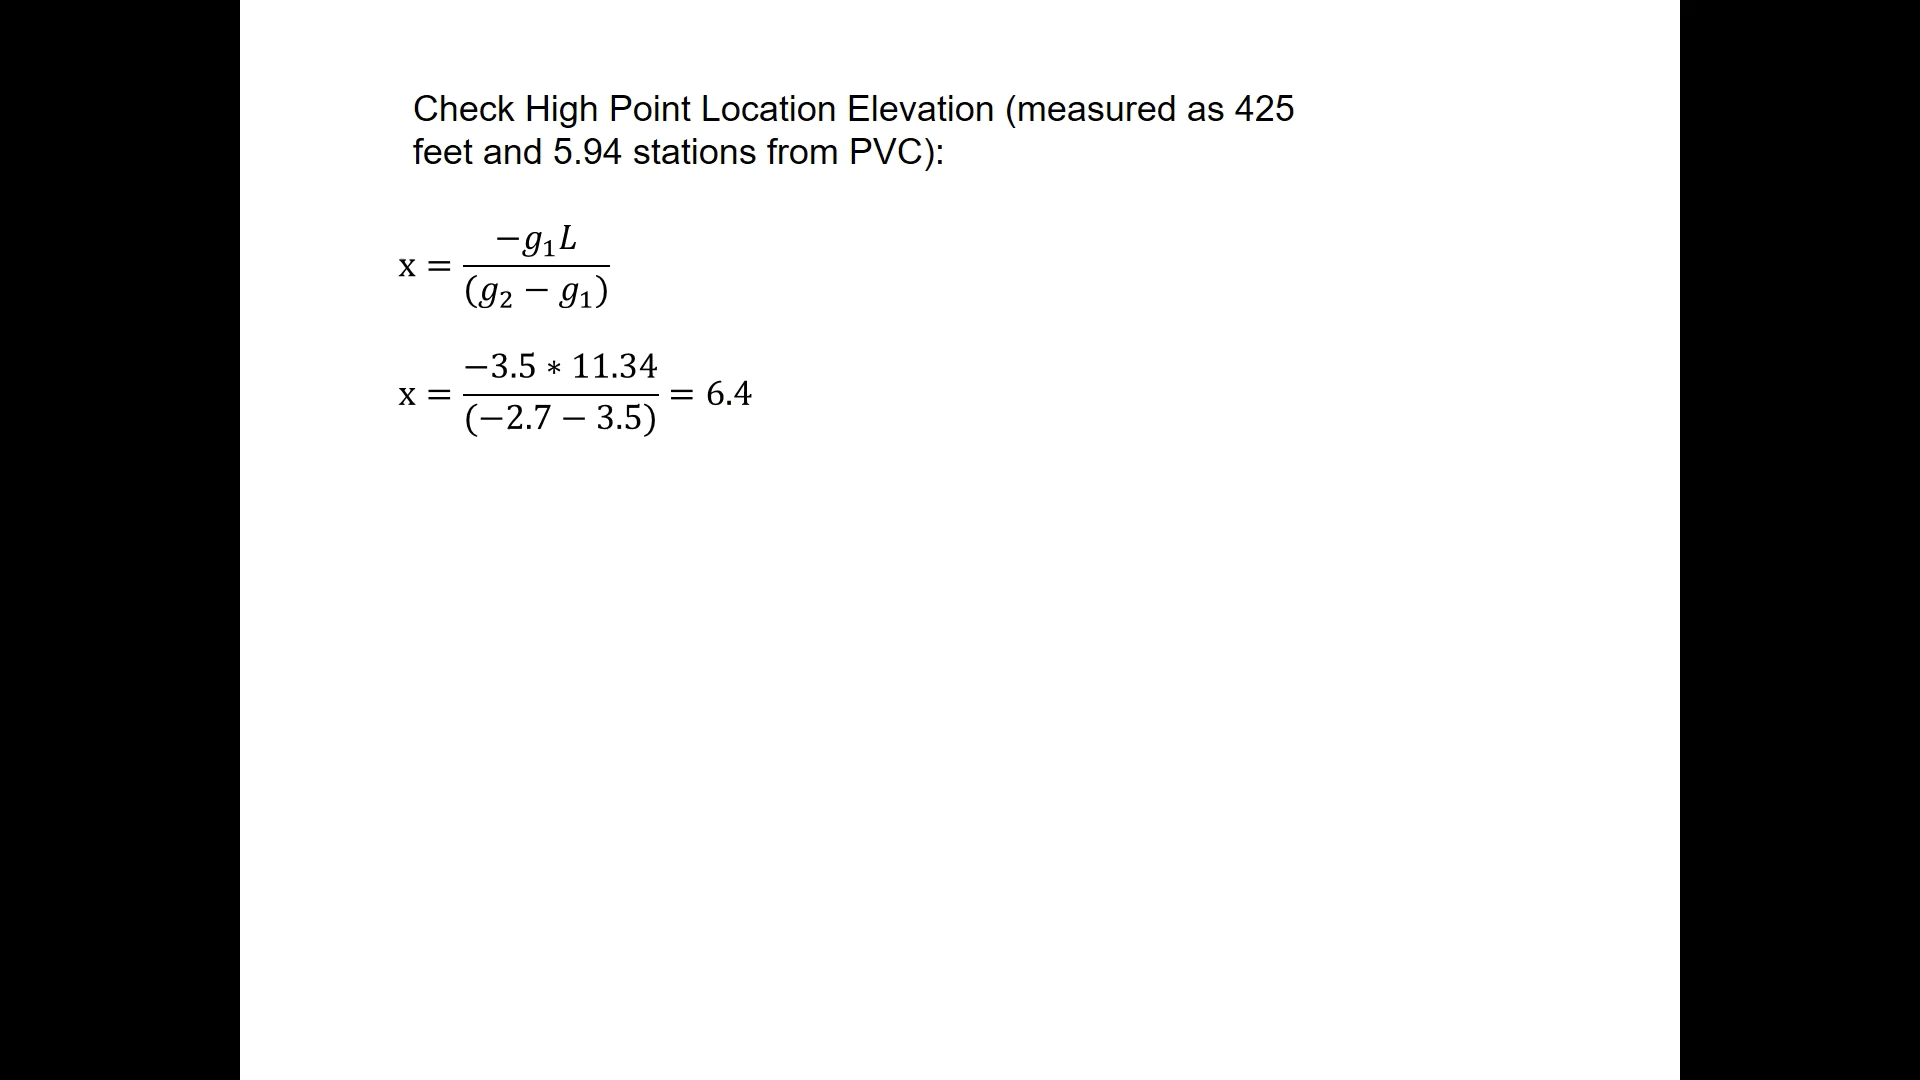 Check High Point Location Elevation (measured as 425
feet and 5.94 stations from PVC):
x = −g₁L / (g₂ − g₁)
x = −3.5 ∗ 11.34 / (−2.7 − 3.5) = 6.4